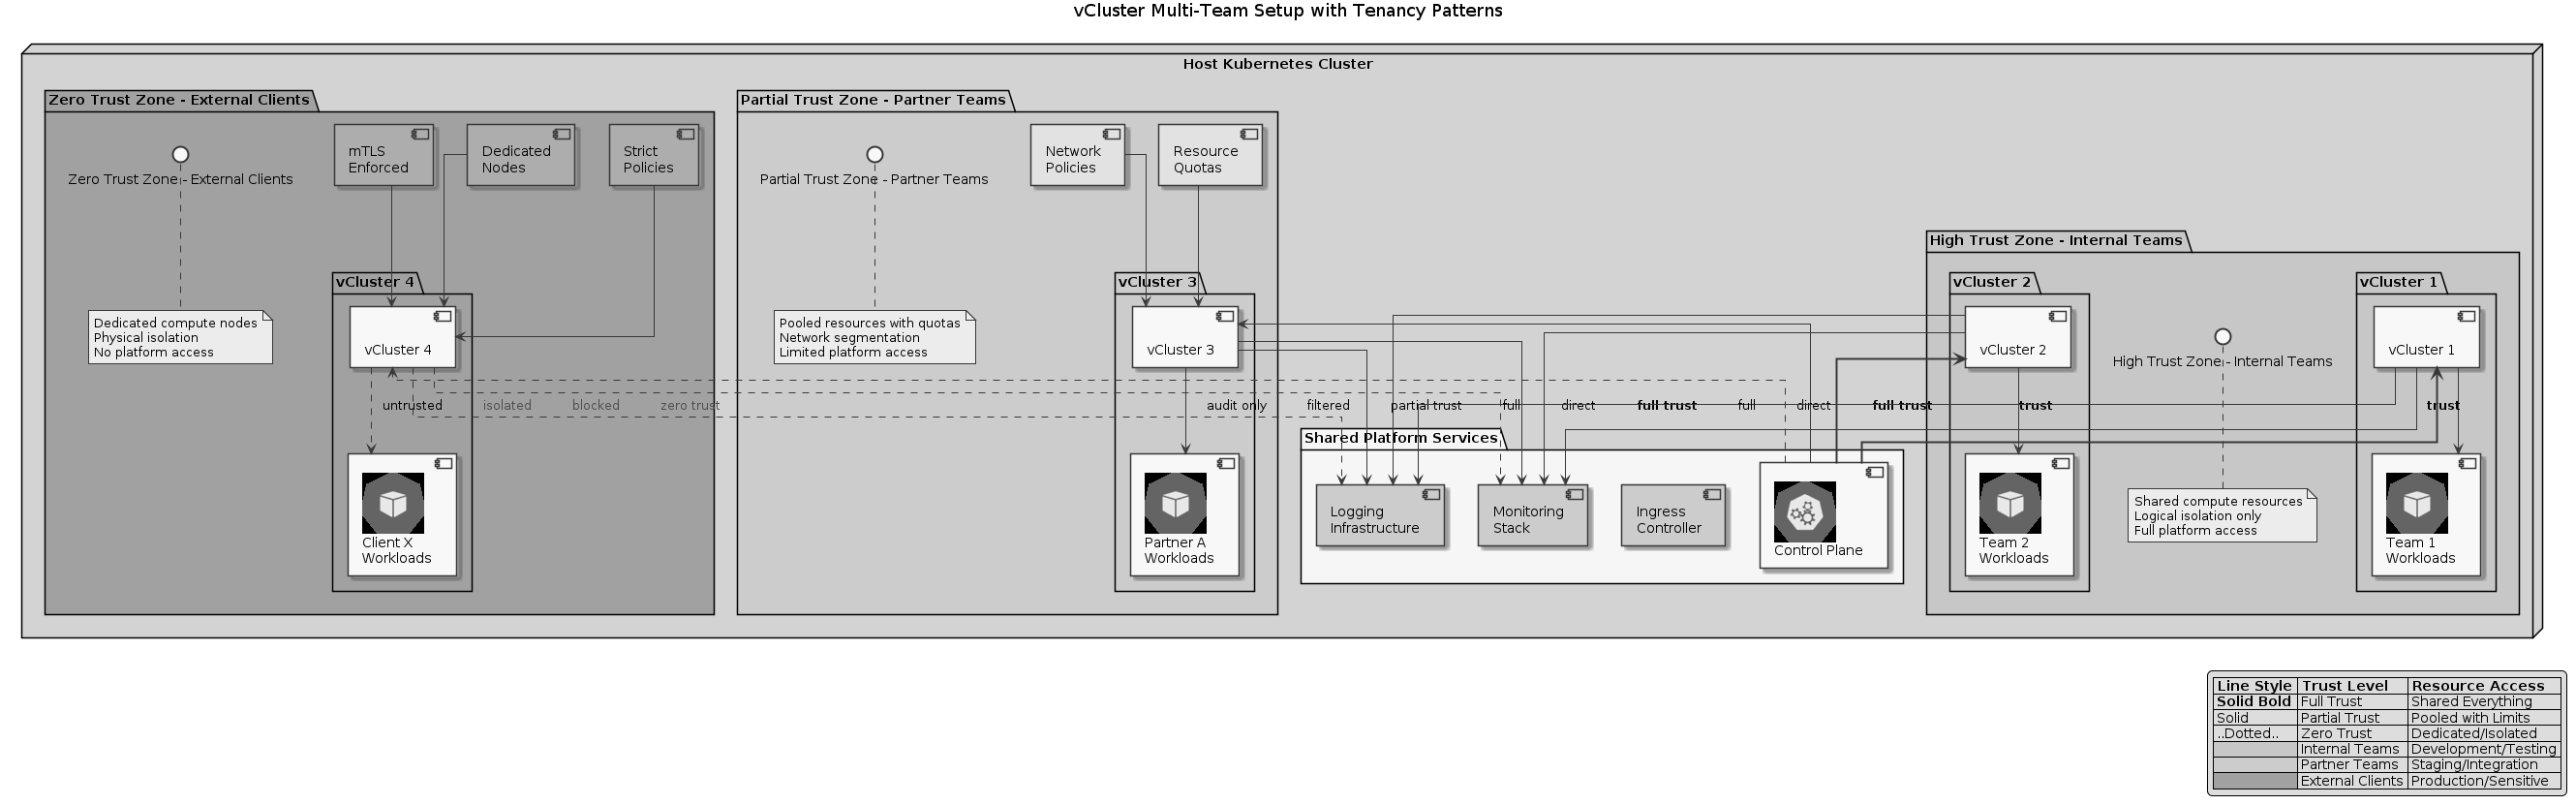 vCluster Multi-Team Setup with Tenancy Patterns
Host Kubernetes Cluster
Zero Trust Zone - External Clients
Zero Trust Zone - External Clients
mTLS
Enforced
Dedicated
Nodes
Strict
Policies
Dedicated compute nodes
Physical isolation
No platform access
vCluster 4
vCluster 4
Client X
Workloads
Partial Trust Zone - Partner Teams
Partial Trust Zone - Partner Teams
Network
Policies
Resource
Quotas
Pooled resources with quotas
Network segmentation
Limited platform access
vCluster 3
vCluster 3
Partner A
Workloads
High Trust Zone - Internal Teams
vCluster 2
vCluster 2
Team 2
Workloads
High Trust Zone - Internal Teams
Shared compute resources
Logical isolation only
Full platform access
vCluster 1
vCluster 1
Team 1
Workloads
untrusted
isolated
blocked
zero trust
audit only
filtered
partial trust
full
direct
full trust
full
direct
full trust
trust
trust
Shared Platform Services
Logging
Infrastructure
Monitoring
Stack
Ingress
Controller
Control Plane
Line Style Trust Level Resource Access
Solid Bold Full Trust Shared Everything
Solid Partial Trust Pooled with Limits
..Dotted.. Zero Trust Dedicated/Isolated
Internal Teams Development/Testing
Partner Teams Staging/Integration
External Clients Production/Sensitive